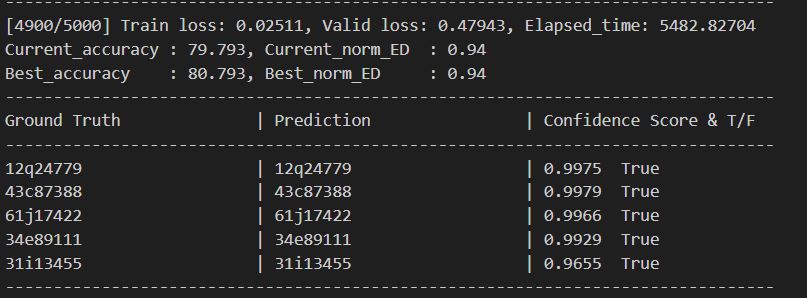 --------------------------------------------------------------------------------
[4900/5000] Train loss: 0.02511, Valid loss: 0.47943, Elapsed_time: 5482.82704
Current_accuracy : 79.793, Current_norm_ED  : 0.94
Best_accuracy    : 80.793, Best_norm_ED     : 0.94
--------------------------------------------------------------------------------
Ground Truth              | Prediction                | Confidence Score & T/F
--------------------------------------------------------------------------------
12q24779                  | 12q24779                  | 0.9975  True
43c87388                  | 43c87388                  | 0.9979  True
61j17422                  | 61j17422                  | 0.9966  True
34e89111                  | 34e89111                  | 0.9929  True
31i13455                  | 31i13455                  | 0.9655  True
--------------------------------------------------------------------------------